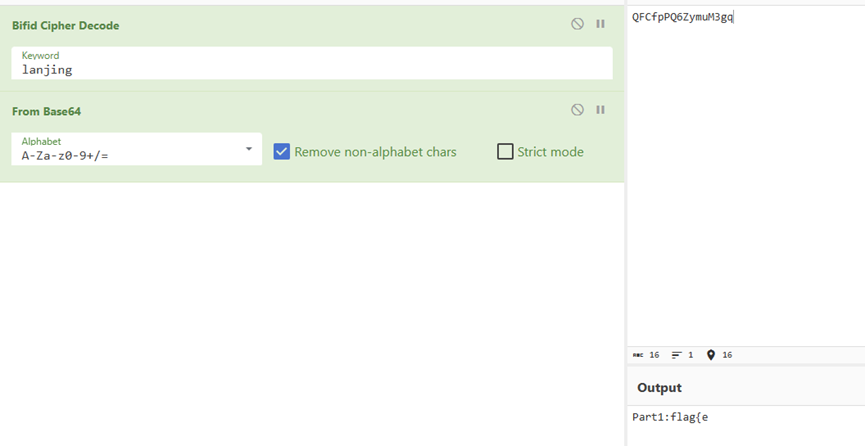 Bifid Cipher Decode
Keyword
lanjing
From Base64
Alphabet
A-Za-z0-9+/=
Remove non-alphabet chars
Strict mode
QFCfpPQ6ZymuM3gq
ABC 16 1 16
Output
Part1:flag{e